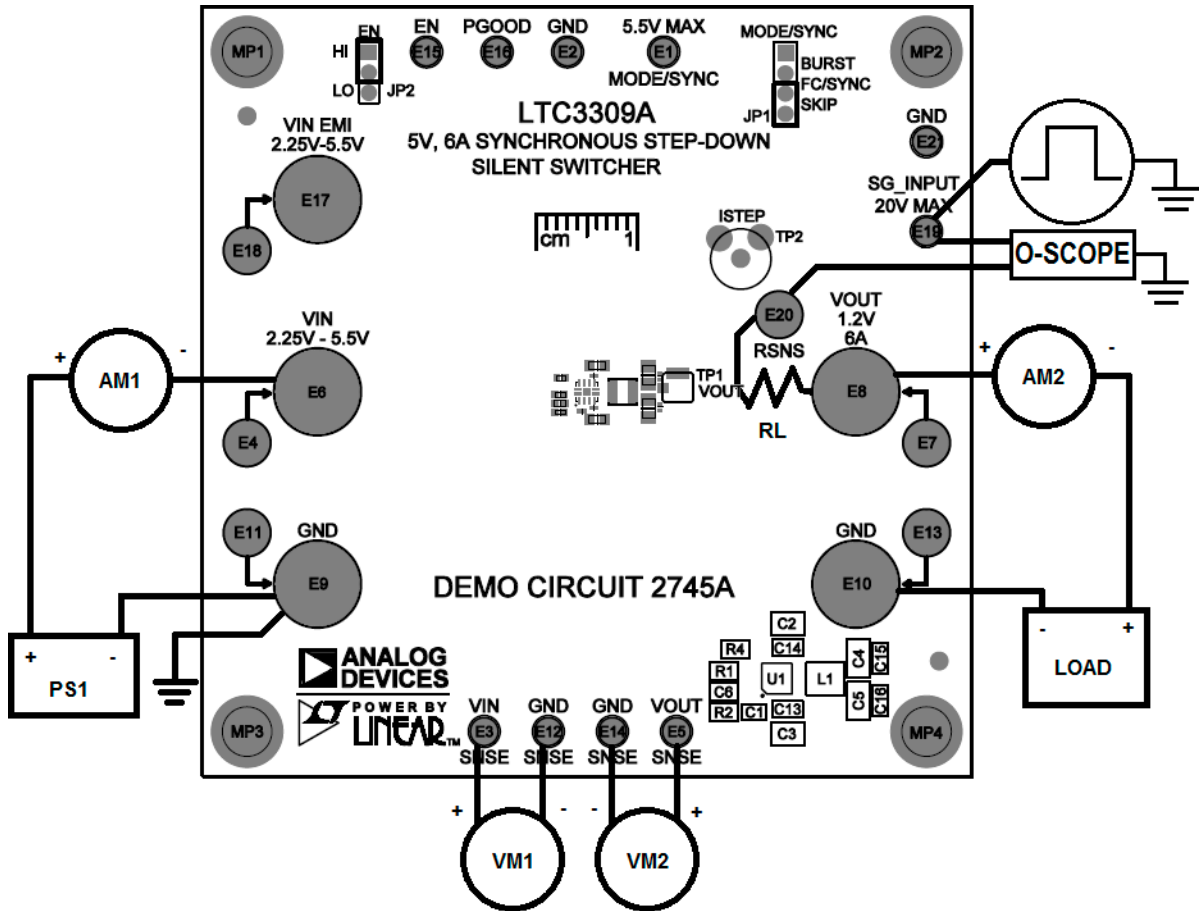 MP1
EN
HI
LO
JP2
EN
E15
PGOOD
E16
GND
E2
5.5V MAX
E1
MODE/SYNC
MODE/SYNC
BURST
FC/SYNC
SKIP
JP1
MP2
LTC3309A
5V, 6A SYNCHRONOUS STEP-DOWN
SILENT SWITCHER
VIN EMI
2.25V-5.5V
E17
E18
cm 1
ISTEP
TP2
GND
E21
SG_INPUT
20V MAX
E19
O-SCOPE
E20
RSNS
VOUT
1.2V
6A
E8
E7
RL
TP1
VOUT
+ AM2 -
VIN
2.25V - 5.5V
+ AM1 -
E6
E4
E11
GND
E9
DEMO CIRCUIT 2745A
GND
E10
E13
+ -
PS1
- +
LOAD
ANALOG
DEVICES
POWER BY
LINEAR™
C2
R4
C14
R1
U1
L1
C4
C15
C6
R2
C1
C13
C5
C16
C3
MP3
VIN
E3
SNSE
GND
E12
SNSE
GND
E14
SNSE
VOUT
E5
SNSE
MP4
+ VM1 -
- VM2 +